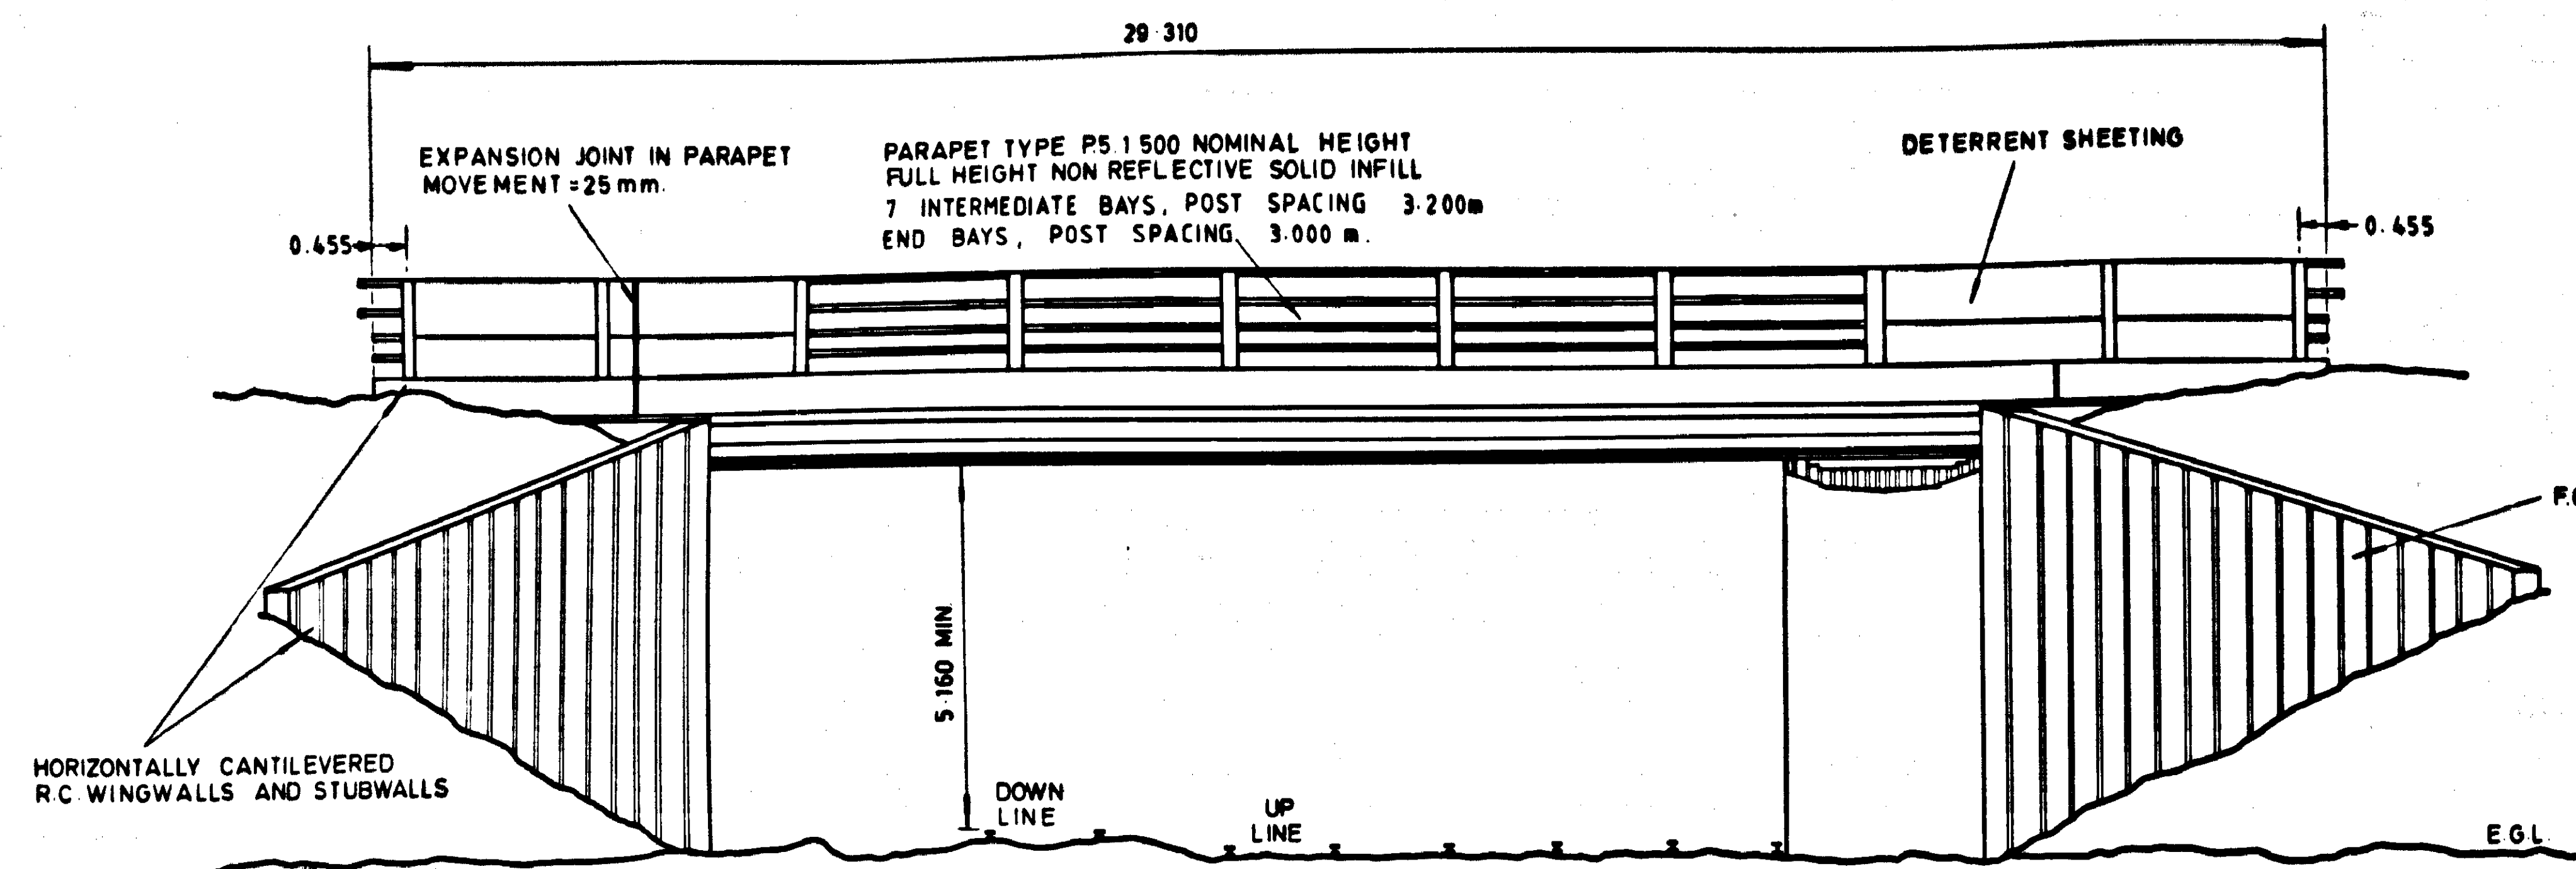 29·310
EXPANSION JOINT IN PARAPET
MOVEMENT = 25 mm.
PARAPET TYPE P.5. 1 500 NOMINAL HEIGHT
FULL HEIGHT NON REFLECTIVE SOLID INFILL
7 INTERMEDIATE BAYS, POST SPACING 3·200m
END BAYS, POST SPACING 3·000 m.
DETERRENT SHEETING
0.455
0.455
5·160 MIN.
HORIZONTALLY CANTILEVERED
R.C. WINGWALLS AND STUBWALLS
DOWN
LINE
UP
LINE
E.G.L.